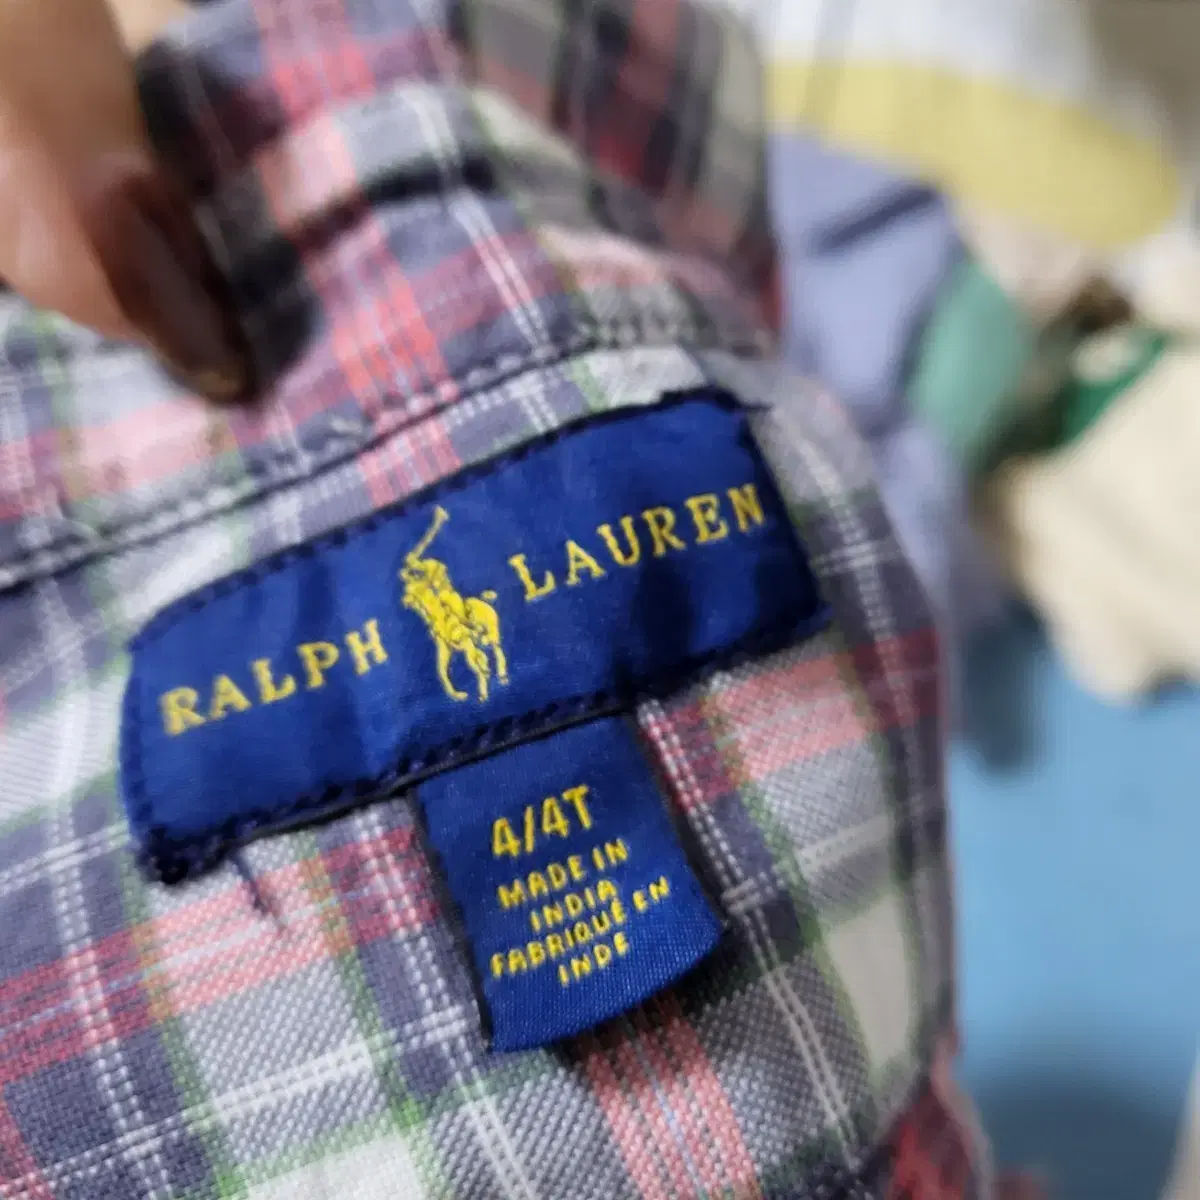 RALPH LAUREN
4/4T
MADE IN
INDIA
FABRIQUÉ EN
INDE